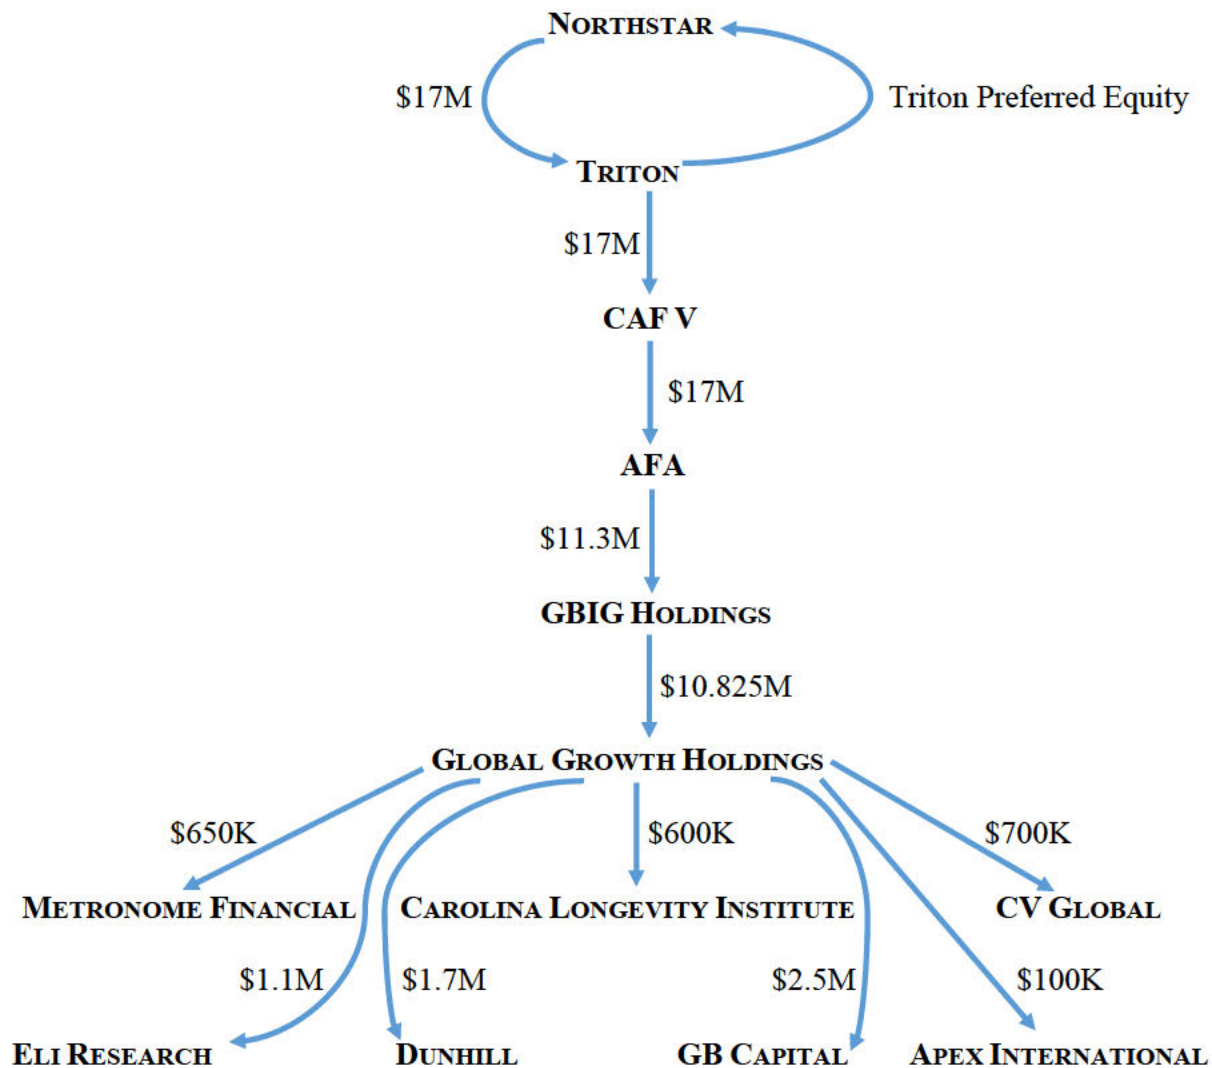 NORTHSTAR
$17M
Triton Preferred Equity
TRITON
$17M
CAF V
$17M
AFA
$11.3M
GBIG HOLDINGS
$10.825M
GLOBAL GROWTH HOLDINGS
$650K
$600K
$700K
METRONOME FINANCIAL
CAROLINA LONGEVITY INSTITUTE
CV GLOBAL
$1.1M
$1.7M
$2.5M
$100K
ELI RESEARCH
DUNHILL
GB CAPITAL
APEX INTERNATIONAL